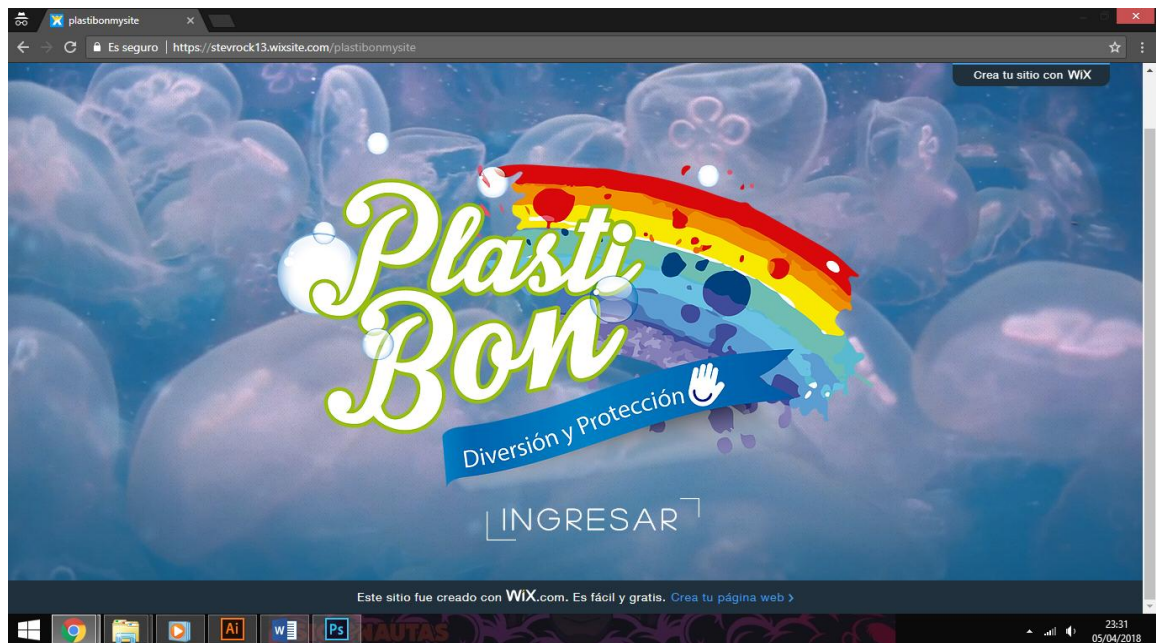 plastibonmysite
Es seguro
https://stevrock13.wixsite.com/plastibonmysite
Crea tu sitio con WiX
Plasti
Bon
Diversión y Protección
INGRESAR
Este sitio fue creado con WiX.com. Es fácil y gratis. Crea tu página web >
Ai
W
Ps
NAUTAS
23:31
05/04/2018